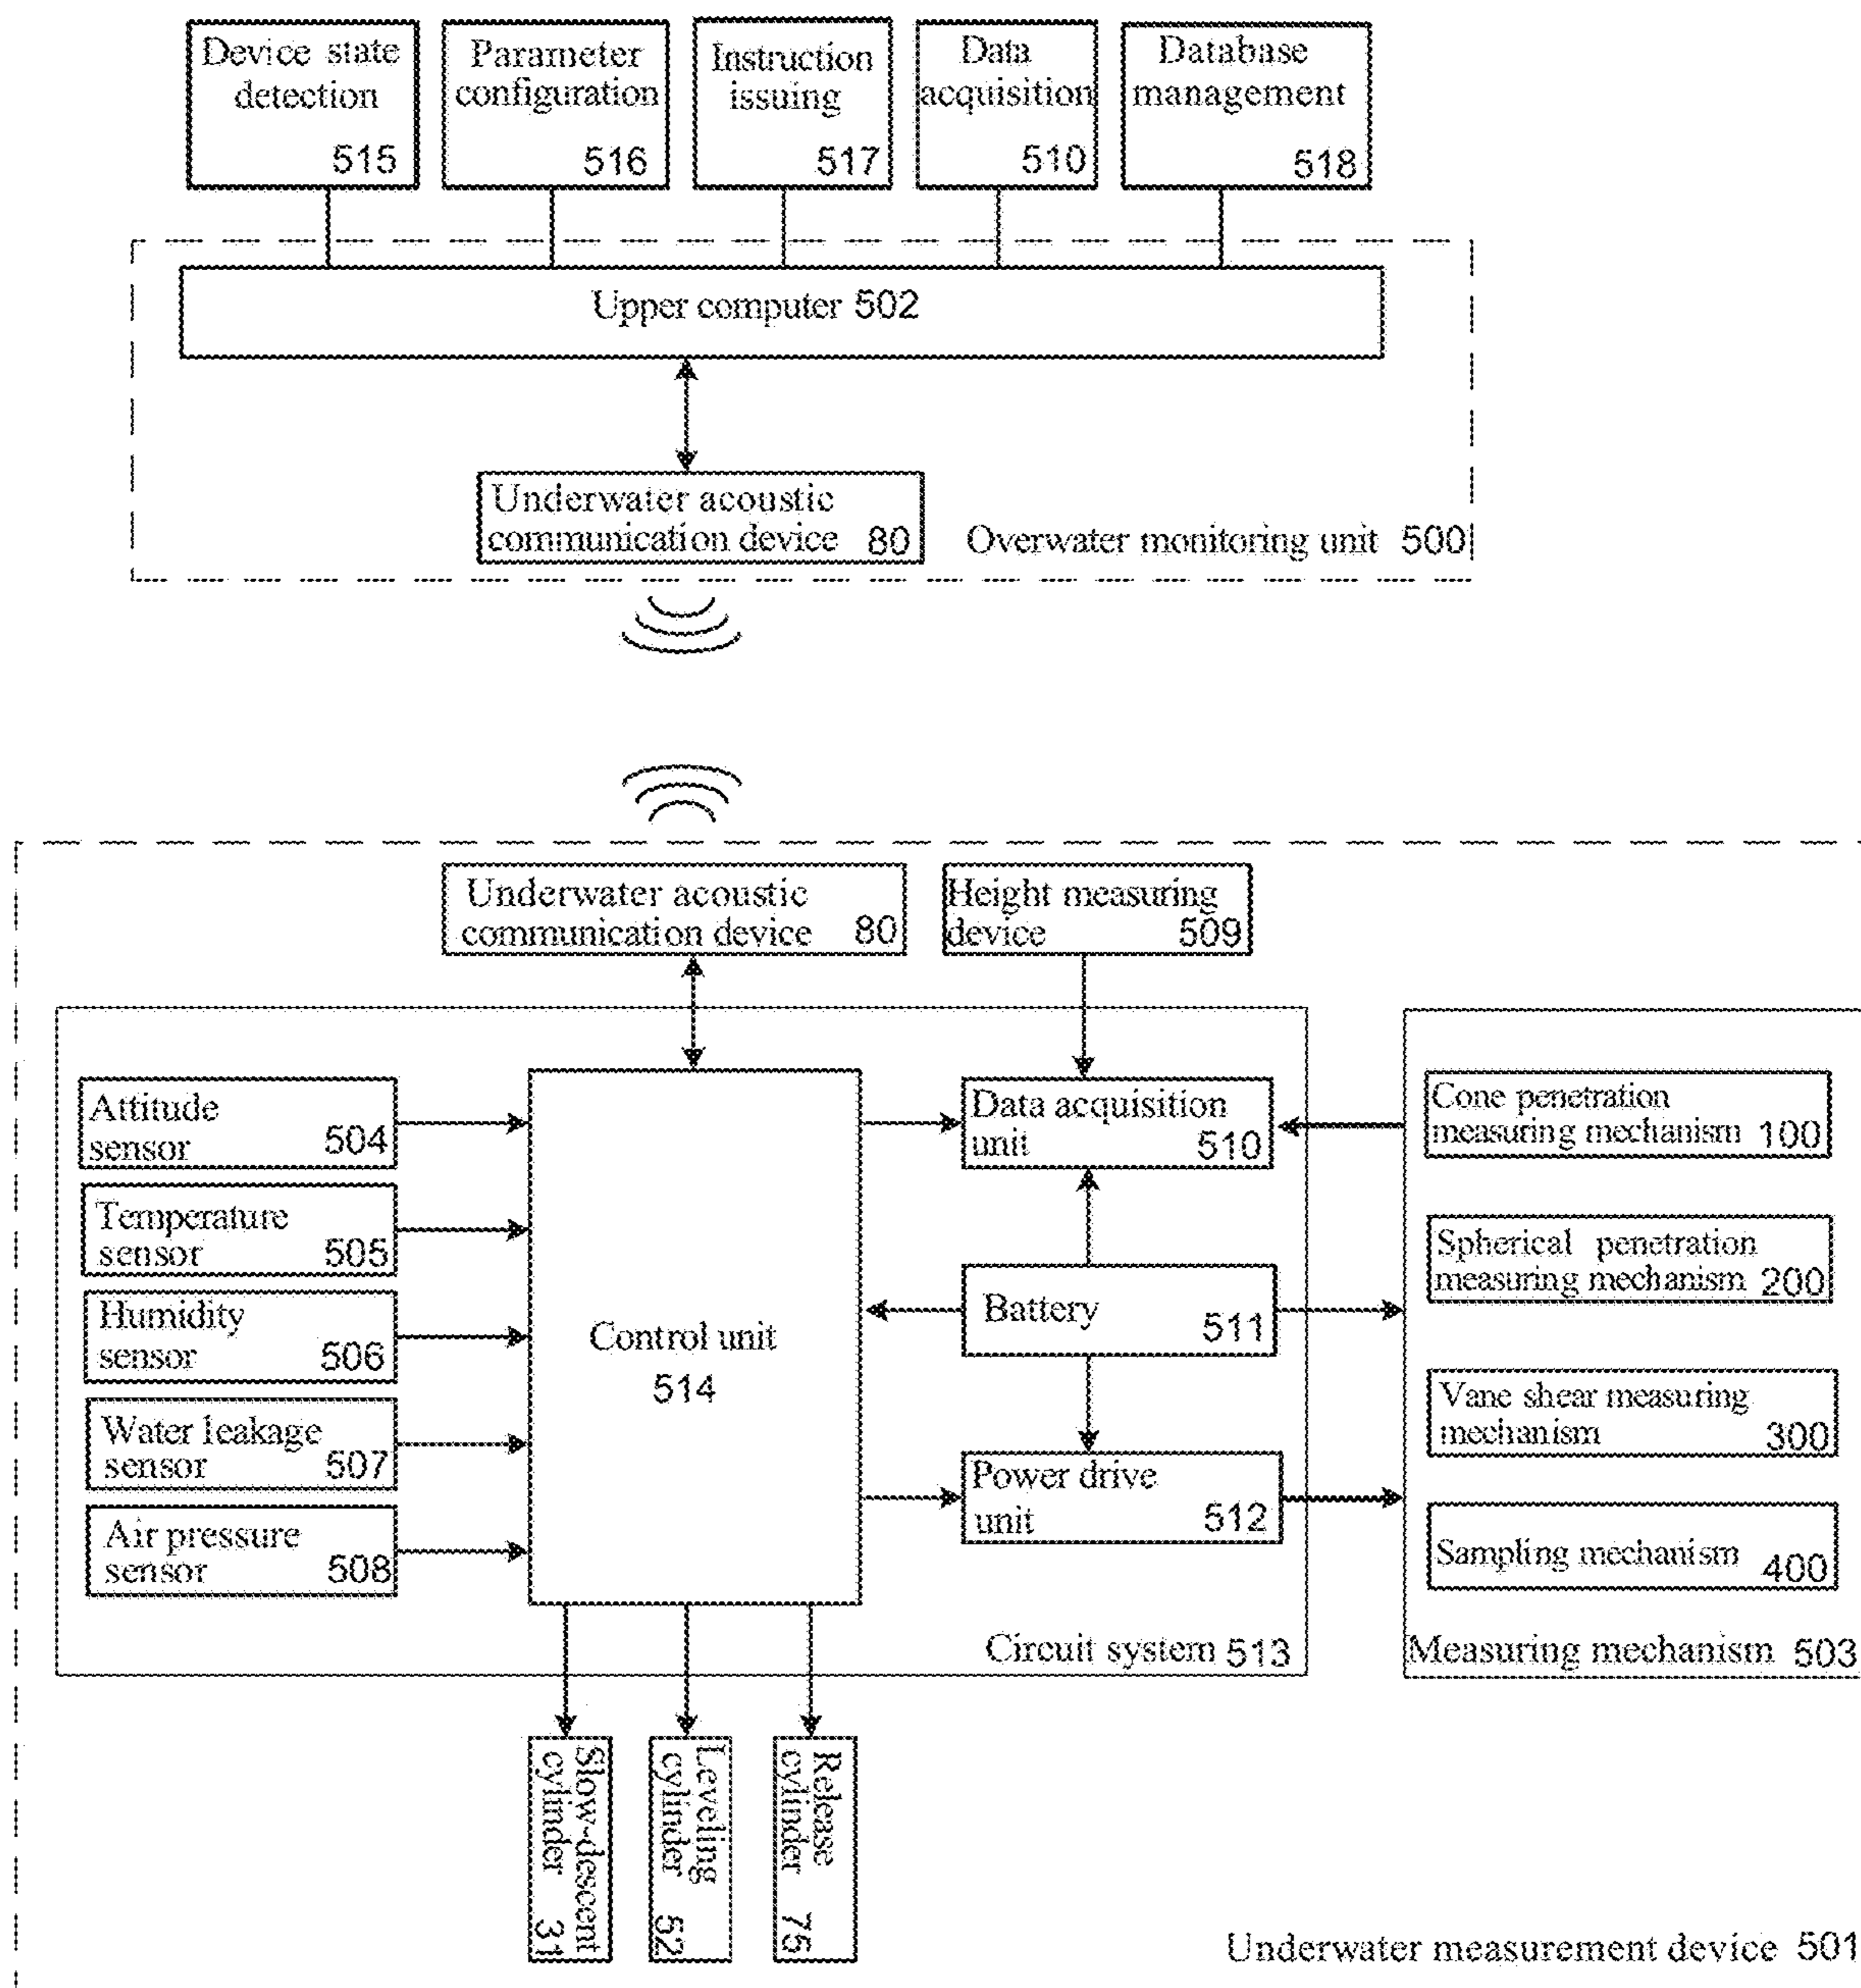 Device state
detection
515
Parameter
configuration
516
Instruction
issuing
517
Data
acquisition
510
Database
management
518
Upper computer 502
Underwater acoustic
communication device 80
Overwater monitoring unit 500
Underwater acoustic
communication device 80
Height measuring
device 509
Attitude
sensor 504
Temperature
sensor 505
Humidity
sensor 506
Water leakage
sensor 507
Air pressure
sensor 508
Control unit
514
Data acquisition
unit 510
Battery 511
Power drive
unit 512
Circuit system 513
Cone penetration
measuring mechanism 100
Spherical penetration
measuring mechanism 200
Vane shear measuring
mechanism 300
Sampling mechanism 400
Measuring mechanism 503
Slow-descent
cylinder 31
Leveling
cylinder 52
Release
cylinder 75
Underwater measurement device 501